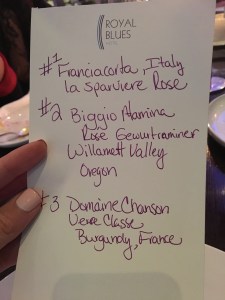 ROYAL
BLUES
HOTEL
#1 Franciacorta, Italy
La Sparviere Rose
#2 Biggio Hamina
Rose Gewurtraminer
Willamett Valley
Oregon
#3 Domaine Chanson
Vere Classe
Burgundy, France